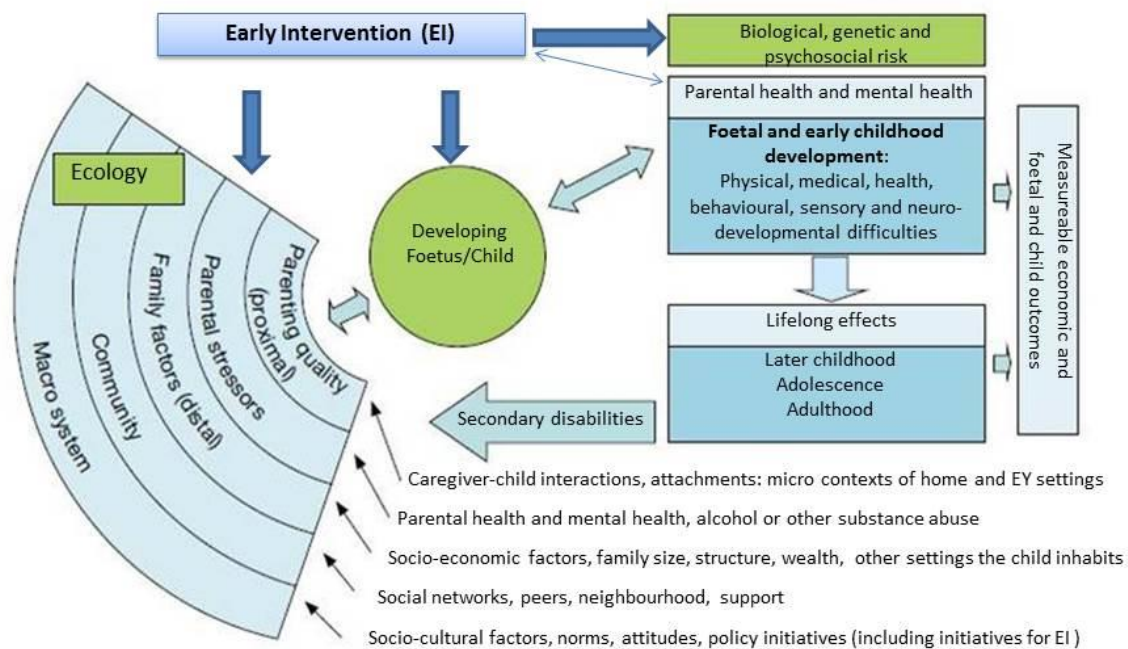 Early Intervention (EI)
Biological, genetic and
psychosocial risk
Parental health and mental health
Foetal and early childhood
development:
Physical, medical, health,
behavioural, sensory and neuro-
developmental difficulties
Measureable economic and
foetal and child outcomes
Ecology
Developing
Foetus/Child
Parenting quality
(proximal)
Parental stressors
Family factors (distal)
Community
Macro system
Lifelong effects
Later childhood
Adolescence
Adulthood
Secondary disabilities
Caregiver-child interactions, attachments: micro contexts of home and EY settings
Parental health and mental health, alcohol or other substance abuse
Socio-economic factors, family size, structure, wealth, other settings the child inhabits
Social networks, peers, neighbourhood, support
Socio-cultural factors, norms, attitudes, policy initiatives (including initiatives for EI )